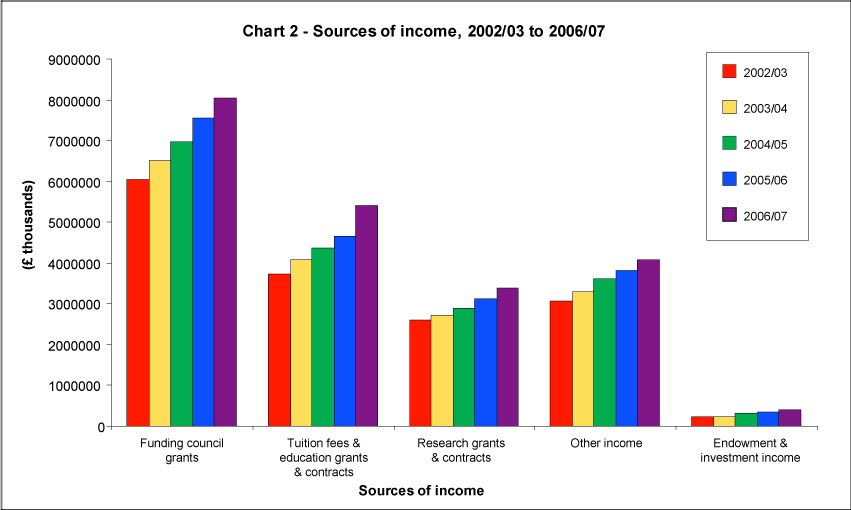 Chart 2 - Sources of income, 2002/03 to 2006/07
9000000
8000000
7000000
6000000
5000000
4000000
3000000
2000000
1000000
0
(£ thousands)
2002/03
2003/04
2004/05
2005/06
2006/07
Funding council
grants
Tuition fees &
education grants
& contracts
Research grants
& contracts
Other income
Endowment &
investment income
Sources of income